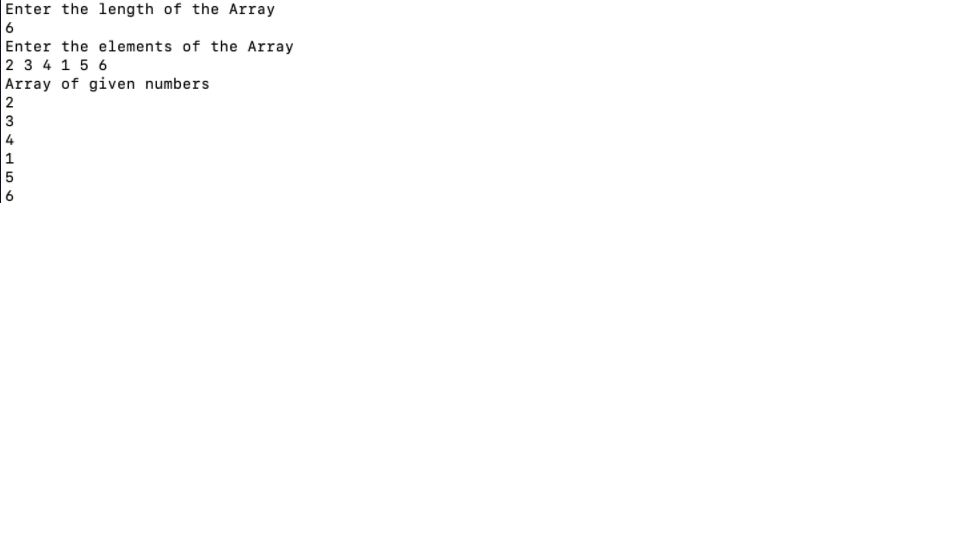 Enter the length of the Array
6
Enter the elements of the Array
2 3 4 1 5 6
Array of given numbers
2
3
4
1
5
6